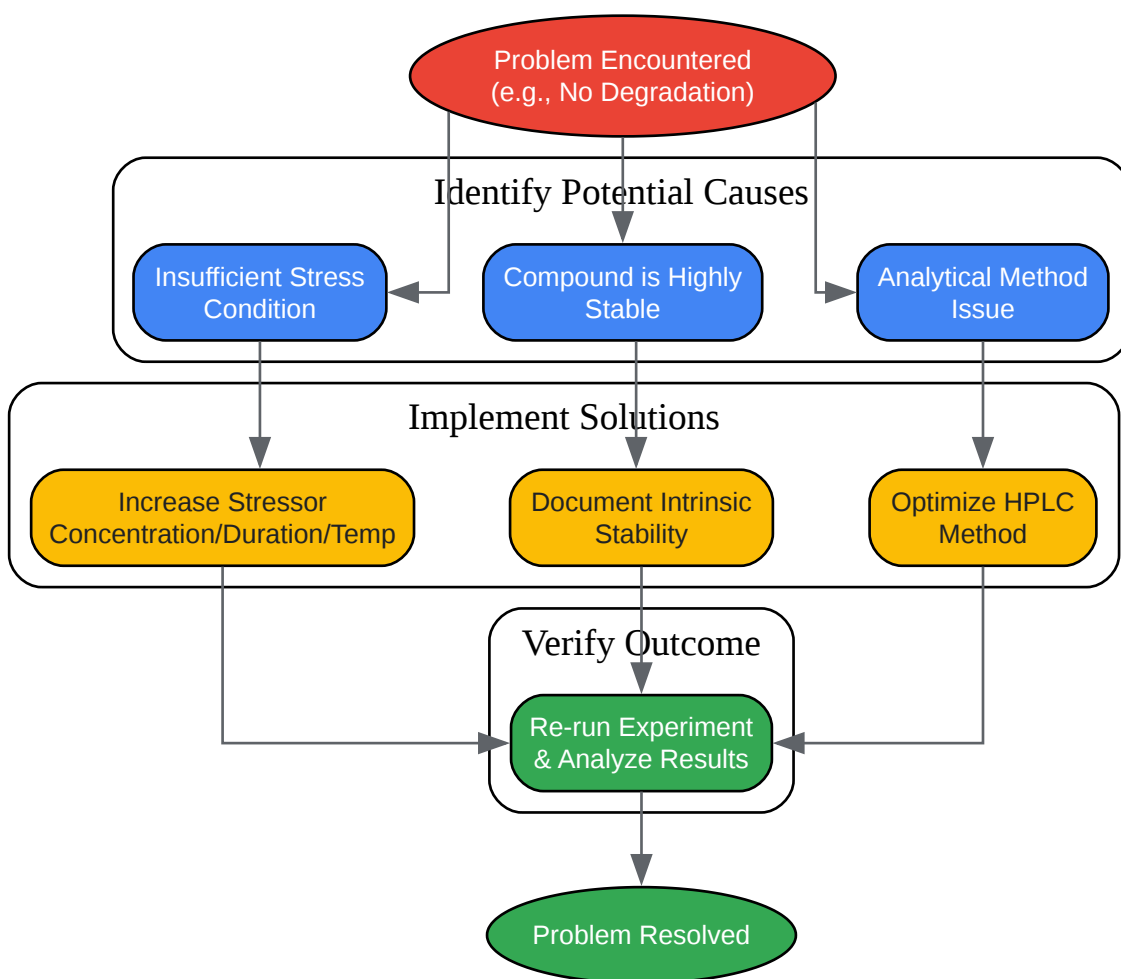 Problem Encountered
(e.g., No Degradation)
Identify Potential Causes
Insufficient Stress
Condition
Compound is Highly
Stable
Analytical Method
Issue
Implement Solutions
Increase Stressor
Concentration/Duration/Temp
Document Intrinsic
Stability
Optimize HPLC
Method
Verify Outcome
Re-run Experiment
& Analyze Results
Problem Resolved